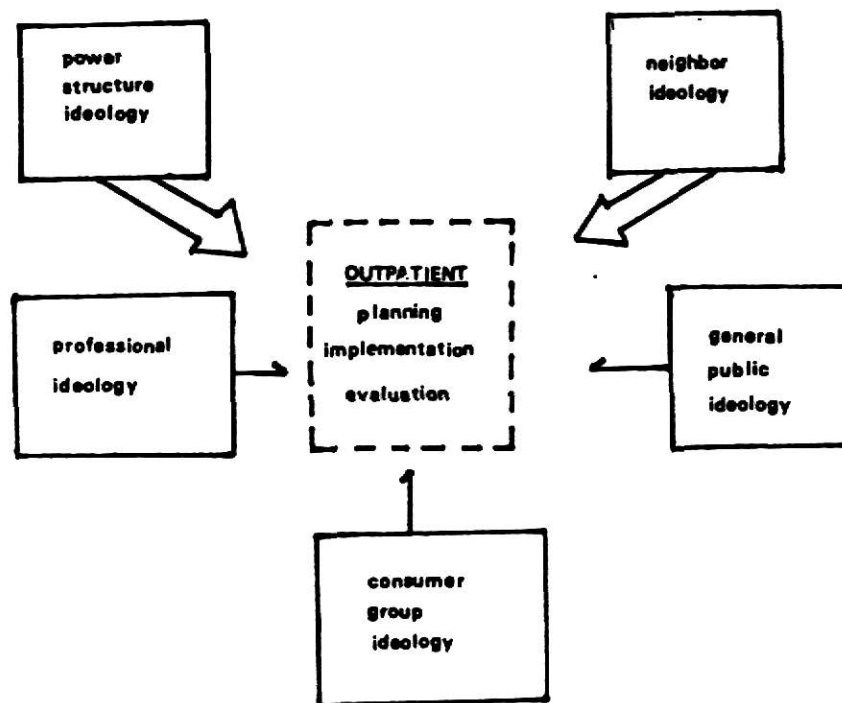 power
structure
ideology
neighbor
ideology
OUTPATIENT
planning
implementation
evaluation
professional
ideology
general
public
ideology
consumer
group
ideology